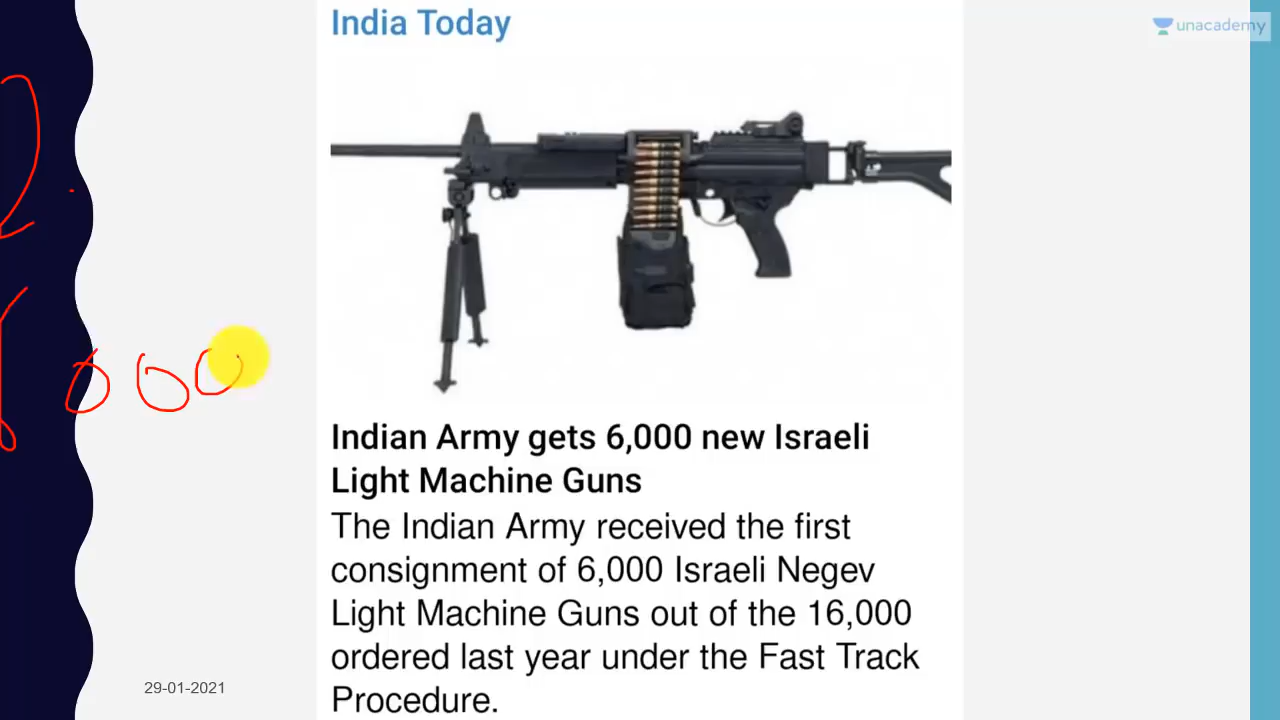 India Today
unacademy
2
6000
Indian Army gets 6,000 new Israeli
Light Machine Guns
The Indian Army received the first
consignment of 6,000 Israeli Negev
Light Machine Guns out of the 16,000
ordered last year under the Fast Track
Procedure.
29-01-2021